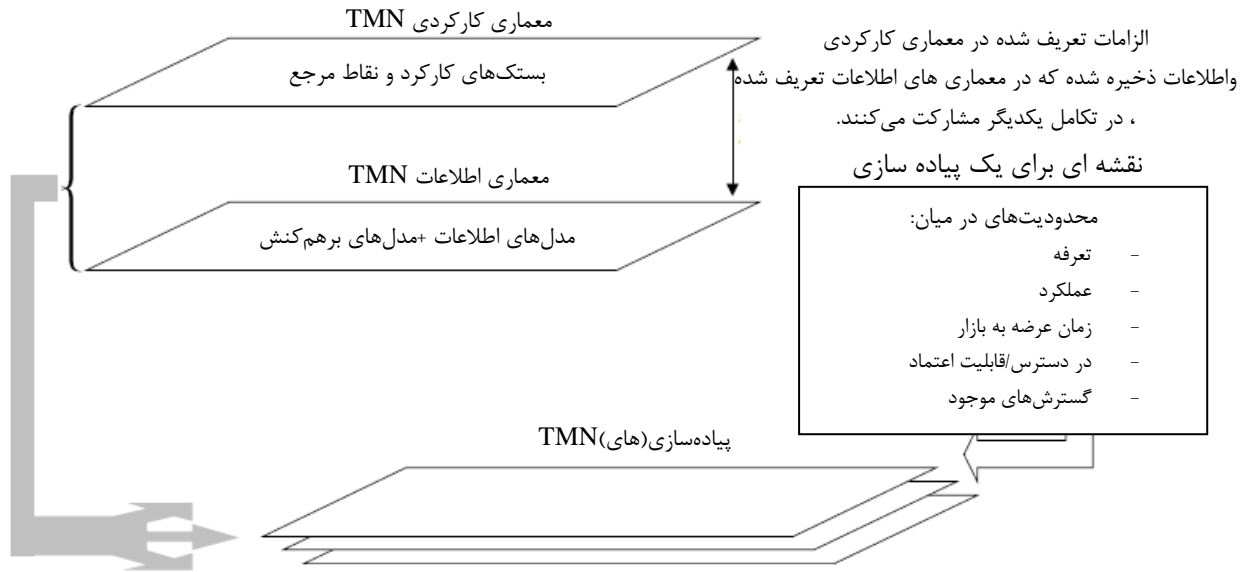 معماری کارکردی TMN
بستک‌های کارکرد و نقاط مرجع
الزامات تعریف شده در معماری کارکردی
واطلاعات ذخیره شده که در معماری های اطلاعات تعریف شده
، در تکامل یکدیگر مشارکت می‌کنند.
معماری اطلاعات TMN
مدل‌های اطلاعات +مدل‌های برهم‌کنش
نقشه ای برای یک پیاده سازی
محدودیت‌های در میان:
- تعرفه
- عملکرد
- زمان عرضه به بازار
- در دسترس/قابلیت اعتماد
- گسترش‌های موجود
پیاده‌سازی(های)TMN